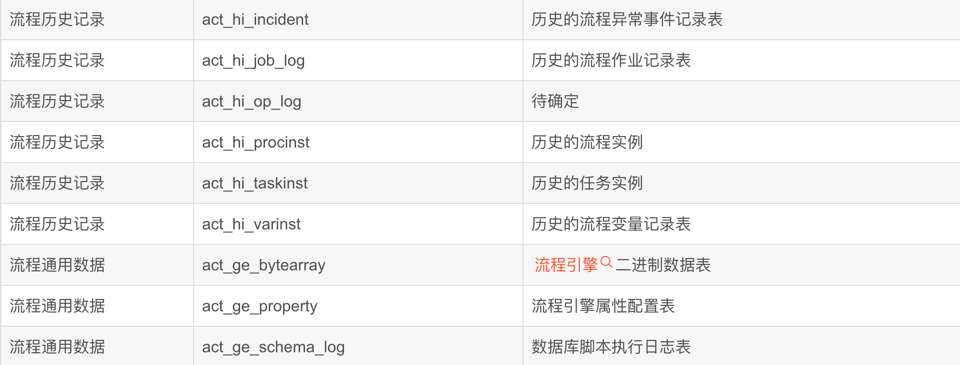 流程历史记录 act_hi_incident 历史的流程异常事件记录表
流程历史记录 act_hi_job_log 历史的流程作业记录表
流程历史记录 act_hi_op_log 待确定
流程历史记录 act_hi_procinst 历史的流程实例
流程历史记录 act_hi_taskinst 历史的任务实例
流程历史记录 act_hi_varinst 历史的流程变量记录表
流程通用数据 act_ge_bytearray 流程引擎二进制数据表
流程通用数据 act_ge_property 流程引擎属性配置表
流程通用数据 act_ge_schema_log 数据库脚本执行日志表